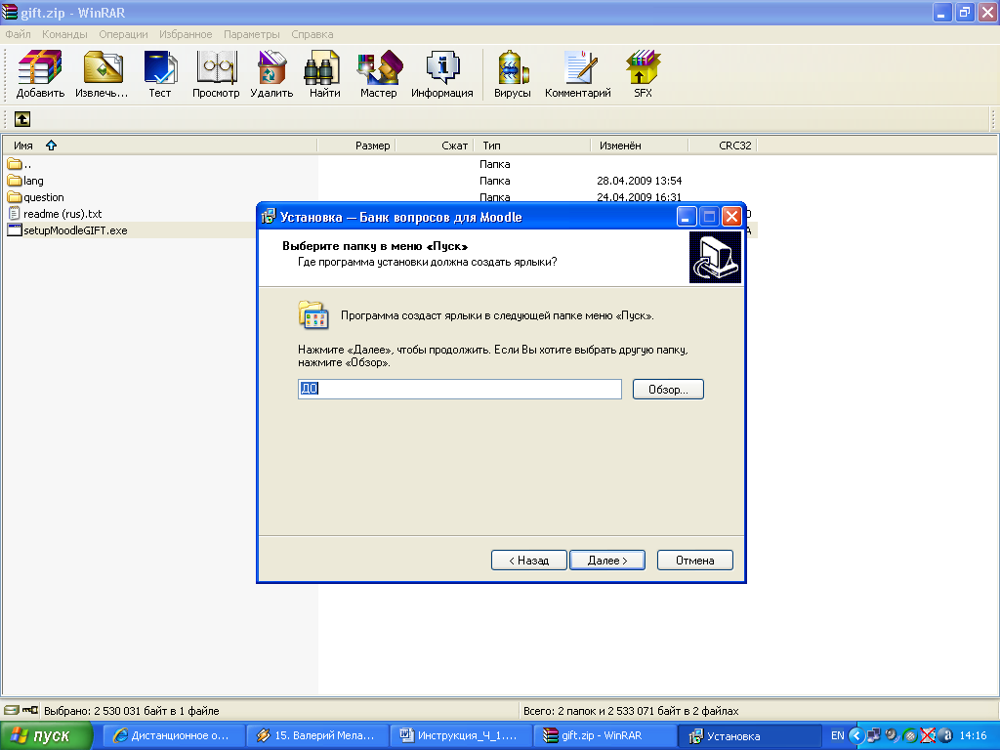 gift.zip - WinRAR
Файл Команды Операции Избранное Параметры Справка
Добавить Извлечь... Тест Просмотр Удалить Найти Мастер Информация Вирусы Комментарий SFX
Имя Размер Сжат Тип Изменён CRC32
.. Папка
lang Папка 28.04.2009 13:54
question Папка 24.04.2009 16:31
readme (rus).txt
setupMoodleGIFT.exe
Установка — Банк вопросов для Moodle
Выберите папку в меню «Пуск»
Где программа установки должна создать ярлыки?
Программа создаст ярлыки в следующей папке меню «Пуск».
Нажмите «Далее», чтобы продолжить. Если Вы хотите выбрать другую папку,
нажмите «Обзор».
ДО
Обзор...
< Назад Далее > Отмена
Выбрано: 2 530 031 байт в 1 файле Всего: 2 папок и 2 533 071 байт в 2 файлах
пуск Дистанционное о... 15. Валерий Мела... Инструкция_Ч_1.... gift.zip - WinRAR Установка EN 14:16